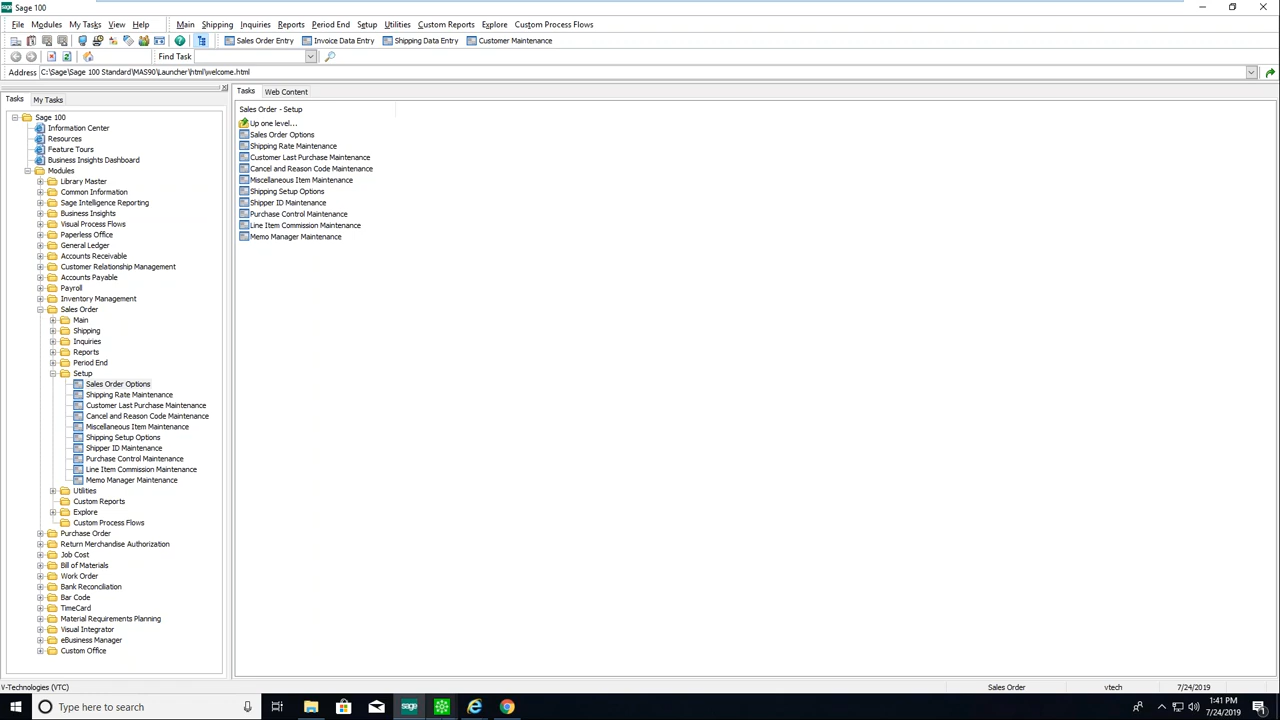 Sage 100
File Modules My Tasks View Help Main Shipping Inquiries Reports Period End Setup Utilities Custom Reports Explore Custom Process Flows
Sales Order Entry Invoice Data Entry Shipping Data Entry Customer Maintenance
Find Task
Address C:\Sage\Sage 100 Standard\MAS90\Launcher\html\welcome.html
Tasks My Tasks
Sage 100
Information Center
Resources
Feature Tours
Business Insights Dashboard
Modules
Library Master
Common Information
Sage Intelligence Reporting
Business Insights
Visual Process Flows
Paperless Office
General Ledger
Accounts Receivable
Customer Relationship Management
Accounts Payable
Payroll
Inventory Management
Sales Order
Main
Shipping
Inquiries
Reports
Period End
Setup
Sales Order Options
Shipping Rate Maintenance
Customer Last Purchase Maintenance
Cancel and Reason Code Maintenance
Miscellaneous Item Maintenance
Shipping Setup Options
Shipper ID Maintenance
Purchase Control Maintenance
Line Item Commission Maintenance
Memo Manager Maintenance
Utilities
Custom Reports
Explore
Custom Process Flows
Purchase Order
Return Merchandise Authorization
Job Cost
Bill of Materials
Work Order
Bank Reconciliation
Bar Code
TimeCard
Material Requirements Planning
Visual Integrator
eBusiness Manager
Custom Office
Tasks Web Content
Sales Order - Setup
Up one level...
Sales Order Options
Shipping Rate Maintenance
Customer Last Purchase Maintenance
Cancel and Reason Code Maintenance
Miscellaneous Item Maintenance
Shipping Setup Options
Shipper ID Maintenance
Purchase Control Maintenance
Line Item Commission Maintenance
Memo Manager Maintenance
V-Technologies (VTC) Sales Order vtech 7/24/2019
Type here to search
sage
1:41 PM
7/24/2019
1